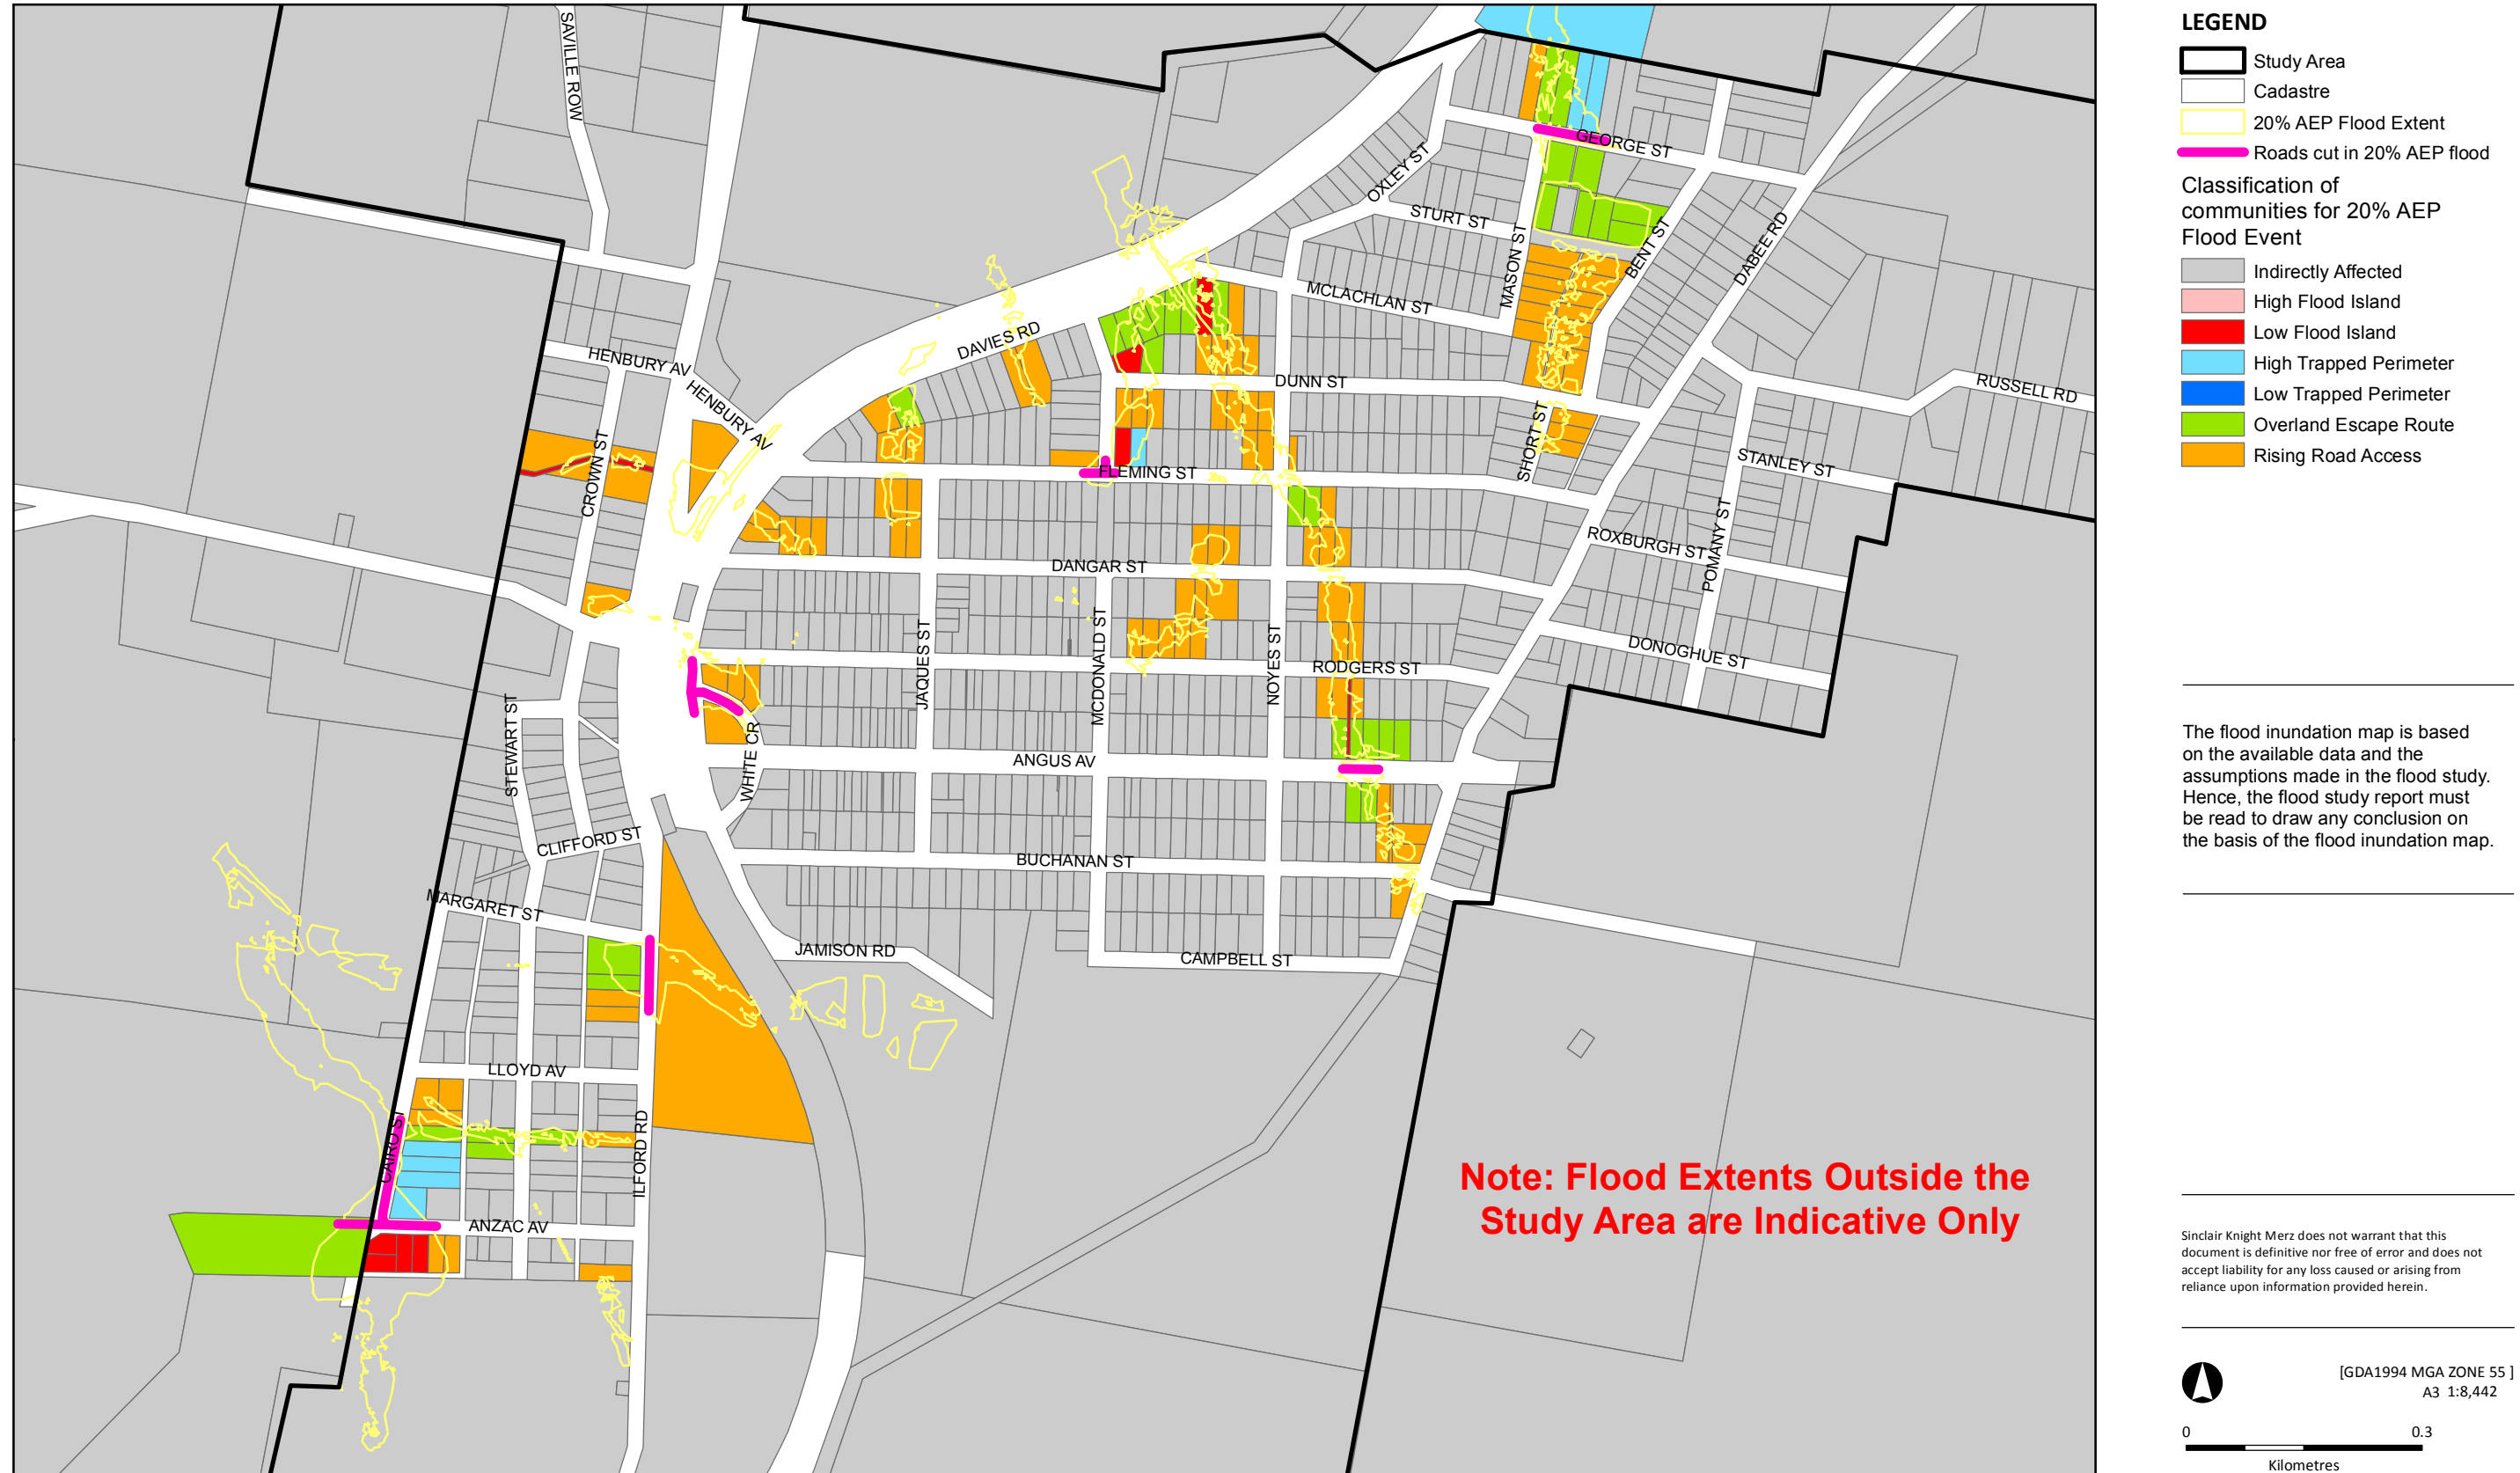 SAVILLE ROW
GEORGE ST
OXLEY ST
STURT ST
MASON ST
BENT ST
DABEE RD
MCLACHLAN ST
DAVIES RD
HENBURY AV
HENBURY AV
DUNN ST
RUSSELL RD
CROWN ST
SHORT ST
FLEMING ST
STANLEY ST
POMANY ST
ROXBURGH ST
DANGAR ST
JAQUES ST
MCDONALD ST
NOYES ST
RODGERS ST
DONOGHUE ST
STEWART ST
WHITE CR
ANGUS AV
CLIFFORD ST
BUCHANAN ST
MARGARET ST
JAMISON RD
CAMPBELL ST
LLOYD AV
CAIRO ST
ILFORD RD
ANZAC AV
Note: Flood Extents Outside the
Study Area are Indicative Only
LEGEND
Study Area
Cadastre
20% AEP Flood Extent
Roads cut in 20% AEP flood
Classification of
communities for 20% AEP
Flood Event
Indirectly Affected
High Flood Island
Low Flood Island
High Trapped Perimeter
Low Trapped Perimeter
Overland Escape Route
Rising Road Access
The flood inundation map is based
on the available data and the
assumptions made in the flood study.
Hence, the flood study report must
be read to draw any conclusion on
the basis of the flood inundation map.
Sinclair Knight Merz does not warrant that this
document is definitive nor free of error and does not
accept liability for any loss caused or arising from
reliance upon information provided herein.
[GDA1994 MGA ZONE 55 ]
A3 1:8,442
0 0.3
Kilometres